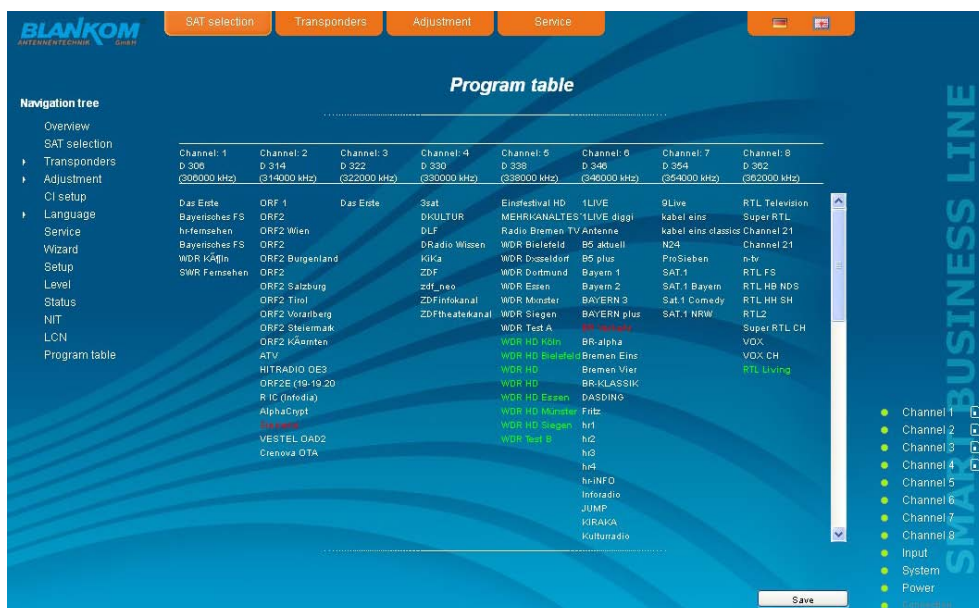 BLANKOM
ANTENNENTECHNIK GmbH
SAT selection
Transponders
Adjustment
Service
Program table
Navigation tree
Overview
SAT selection
Transponders
Adjustment
CI setup
Language
Service
Wizard
Setup
Level
Status
NIT
LCN
Program table
Channel: 1
D 306
(306000 kHz)
Das Erste
Bayerisches FS
hr-fernsehen
Bayerisches FS
WDR KÃ¶ln
SWR Fernsehen
Channel: 2
D 314
(314000 kHz)
ORF 1
ORF2
ORF2 Wien
ORF2
ORF2 Burgenland
ORF2
ORF2 Salzburg
ORF2 Tirol
ORF2 Vorarlberg
ORF2 Steiermark
ORF2 KÃ¤rnten
ATV
HITRADIO OE3
ORF2E (19-19.20
R IC (Infodia)
AlphaCrypt
VESTEL OAD2
Crenova OTA
Channel: 3
D 322
(322000 kHz)
Das Erste
Channel: 4
D 330
(330000 kHz)
3sat
DKULTUR
DLF
DRadio Wissen
KiKa
ZDF
zdf_neo
ZDFinfokanal
ZDFtheaterkanal
Channel: 5
D 338
(338000 kHz)
Einsfestival HD
MEHRKANALTES
Radio Bremen TV
WDR Bielefeld
WDR Dxsseldorf
WDR Dortmund
WDR Essen
WDR Mxnster
WDR Siegen
WDR Test A
WDR HD Köln
WDR HD Bielefeld
WDR HD
WDR HD
WDR HD Essen
WDR HD Münster
WDR HD Siegen
WDR Test B
Channel: 6
D 346
(346000 kHz)
1LIVE
1LIVE diggi
Antenne
B5 aktuell
B5 plus
Bayern 1
Bayern 2
BAYERN 3
BAYERN plus
BR-alpha
Bremen Eins
Bremen Vier
BR-KLASSIK
DASDING
Fritz
hr1
hr2
hr3
hr4
hr-iNFO
Inforadio
JUMP
KIRAKA
Kulturradio
Channel: 7
D 354
(354000 kHz)
9Live
kabel eins
kabel eins classics
N24
ProSieben
SAT.1
SAT.1 Bayern
Sat.1 Comedy
SAT.1 NRW
Channel: 8
D 362
(362000 kHz)
RTL Television
Super RTL
Channel 21
Channel 21
n-tv
RTL FS
RTL HB NDS
RTL HH SH
RTL2
Super RTL CH
VOX
VOX CH
RTL Living
Save
SMART BUSINESS LINE
Channel 1
Channel 2
Channel 3
Channel 4
Channel 5
Channel 6
Channel 7
Channel 8
Input
System
Power